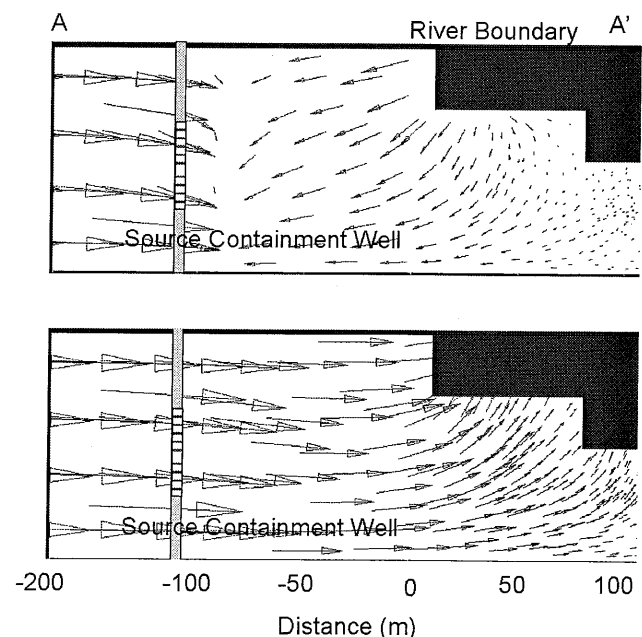 A River Boundary A'
Source Containment Well
Source Containment Well
-200 -100 -50 0 50 100
Distance (m)